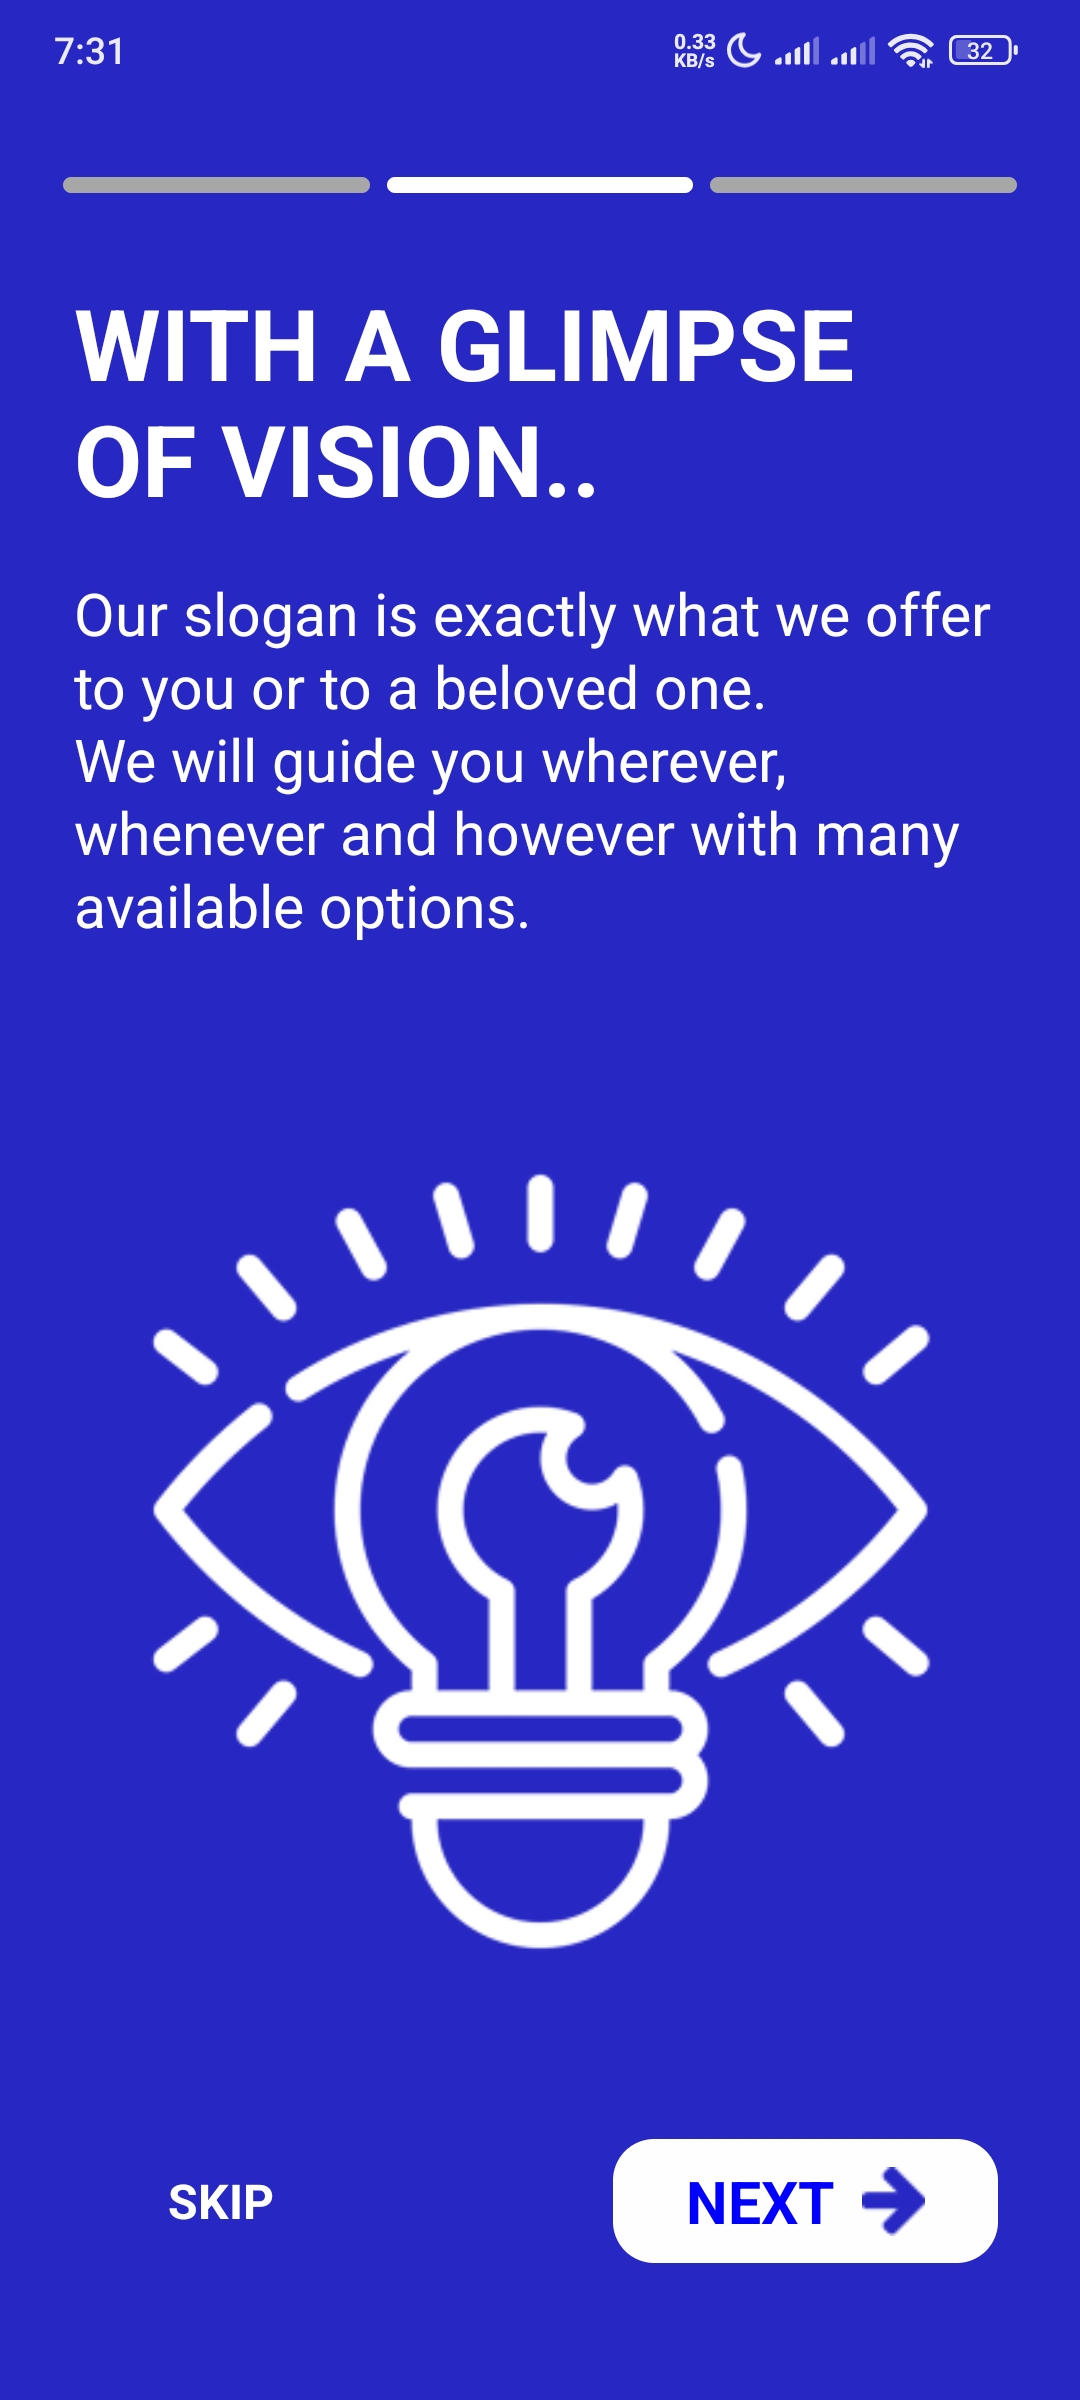 7:31
0.33
KB/s
32
WITH A GLIMPSE
OF VISION..
Our slogan is exactly what we offer
to you or to a beloved one.
We will guide you wherever,
whenever and however with many
available options.
SKIP
NEXT